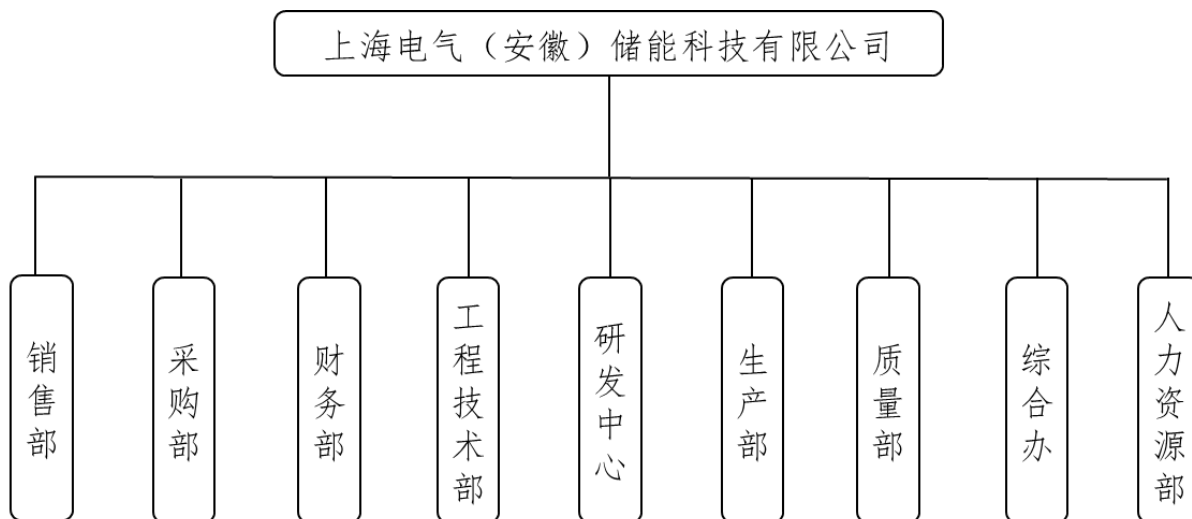 上海电气（安徽）储能科技有限公司
销售部
采购部
财务部
工程技术部
研发中心
生产部
质量部
综合办
人力资源部